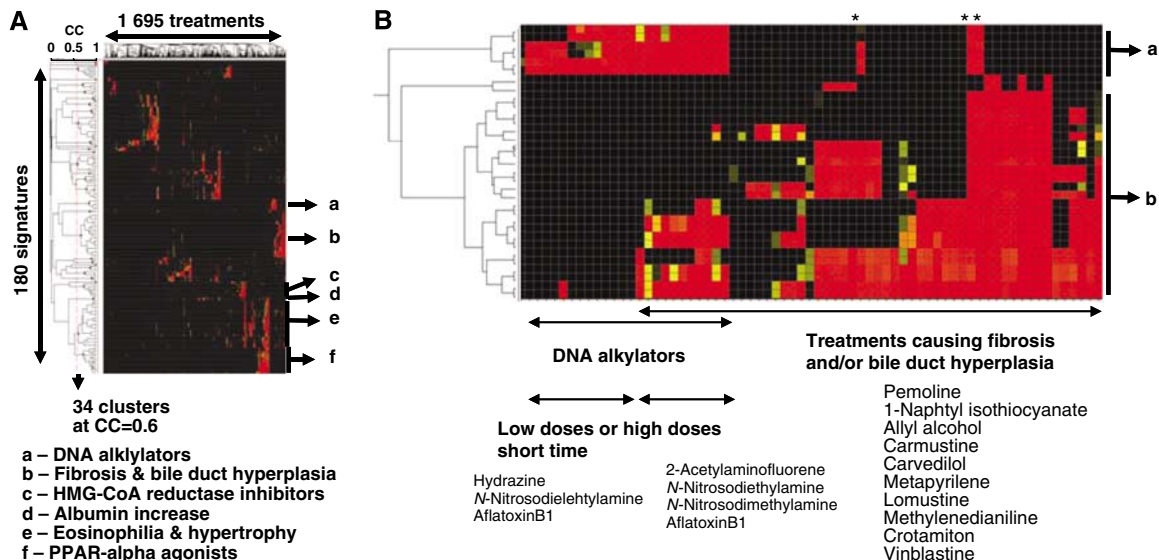 A
1 695 treatments
CC
0 0.5 1
180 signatures
a
b
c
d
e
f
34 clusters
at CC=0.6
a – DNA alklylators
b – Fibrosis & bile duct hyperplasia
c – HMG-CoA reductase inhibitors
d – Albumin increase
e – Eosinophilia & hypertrophy
f – PPAR-alpha agonists
B
* * *
a
b
DNA alkylators
Treatments causing fibrosis
and/or bile duct hyperplasia
Low doses or high doses
short time
Hydrazine
N-Nitrosodielehtylamine
AflatoxinB1
2-Acetylaminofluorene
N-Nitrosodiethylamine
N-Nitrosodimethylamine
AflatoxinB1
Pemoline
1-Naphtyl isothiocyanate
Allyl alcohol
Carmustine
Carvedilol
Metapyrilene
Lomustine
Methylenedianiline
Crotamiton
Vinblastine